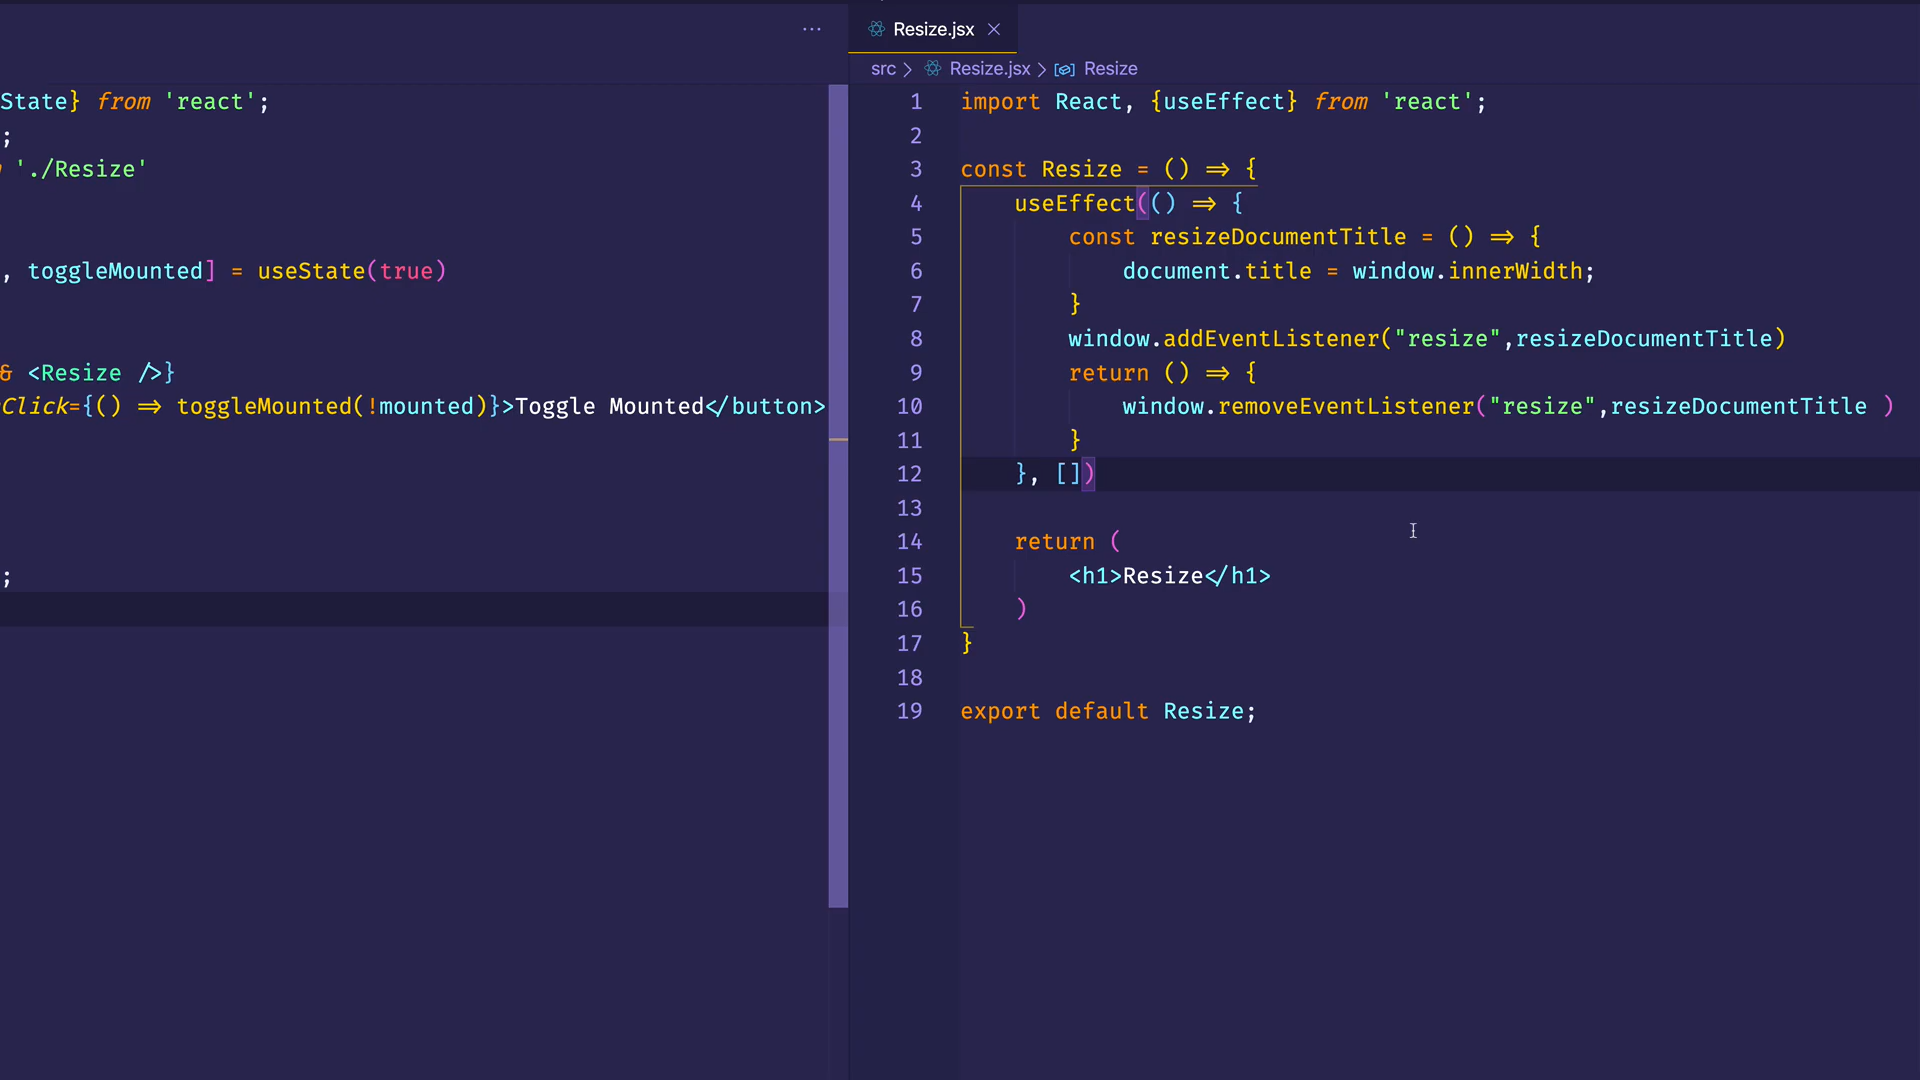 State} from 'react';
;
'./Resize'
, toggleMounted] = useState(true)
& <Resize />}
Click={() => toggleMounted(!mounted)}>Toggle Mounted</button>
;
...
Resize.jsx
src > Resize.jsx > Resize
1 import React, {useEffect} from 'react';
2
3 const Resize = () => {
4 useEffect(() => {
5 const resizeDocumentTitle = () => {
6 document.title = window.innerWidth;
7 }
8 window.addEventListener("resize",resizeDocumentTitle)
9 return () => {
10 window.removeEventListener("resize",resizeDocumentTitle )
11 }
12 }, [])
13
14 return (
15 <h1>Resize</h1>
16 )
17 }
18
19 export default Resize;